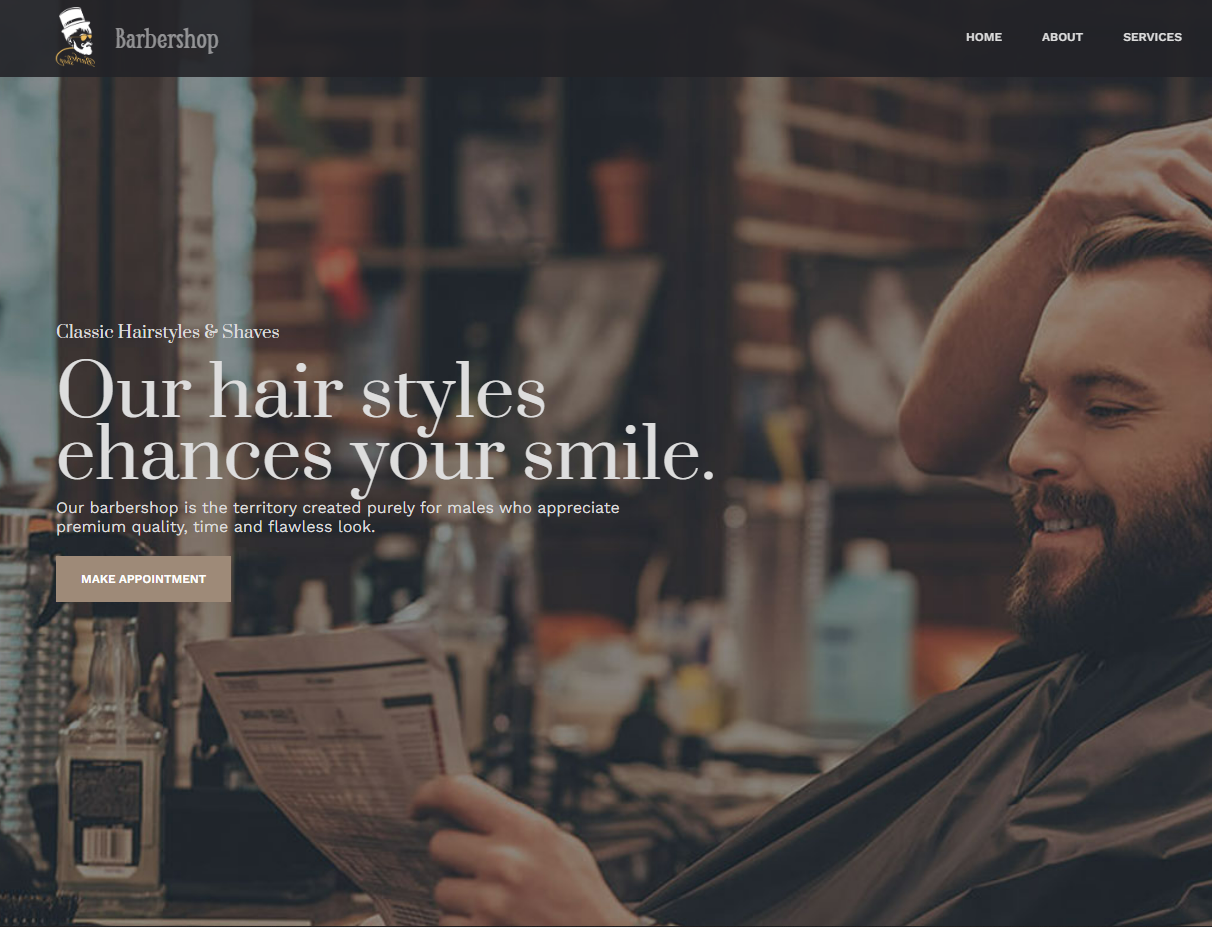 Barbershop
HOME ABOUT SERVICES
Classic Hairstyles & Shaves
Our hair styles
ehances your smile.
Our barbershop is the territory created purely for males who appreciate
premium quality, time and flawless look.
MAKE APPOINTMENT